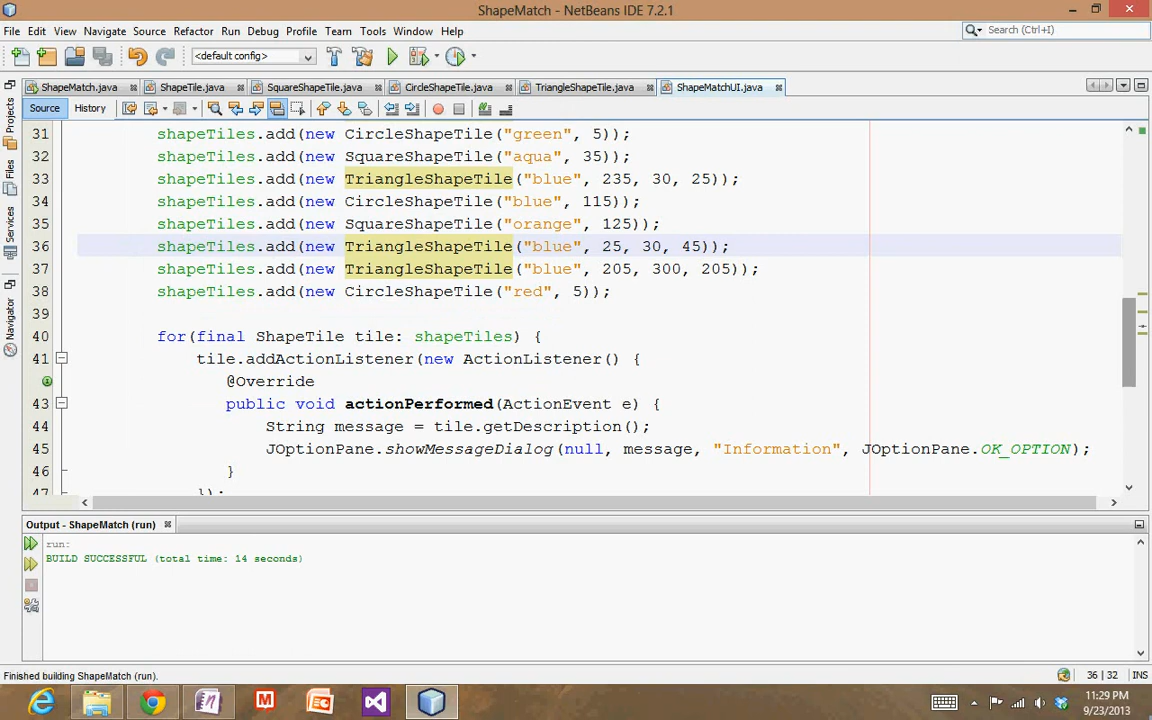 ShapeMatch - NetBeans IDE 7.2.1
File Edit View Navigate Source Refactor Run Debug Profile Team Tools Window Help
Search (Ctrl+I)
<default config>
ShapeMatch.java ShapeTile.java SquareShapeTile.java CircleShapeTile.java TriangleShapeTile.java ShapeMatchUI.java
Source History
Projects
Files
Services
Navigator
31 shapeTiles.add(new CircleShapeTile("green", 5));
32 shapeTiles.add(new SquareShapeTile("aqua", 35));
33 shapeTiles.add(new TriangleShapeTile("blue", 235, 30, 25));
34 shapeTiles.add(new CircleShapeTile("blue", 115));
35 shapeTiles.add(new SquareShapeTile("orange", 125));
36 shapeTiles.add(new TriangleShapeTile("blue", 25, 30, 45));
37 shapeTiles.add(new TriangleShapeTile("blue", 205, 300, 205));
38 shapeTiles.add(new CircleShapeTile("red", 5));
39
40 for(final ShapeTile tile: shapeTiles) {
41 tile.addActionListener(new ActionListener() {
@Override
43 public void actionPerformed(ActionEvent e) {
44 String message = tile.getDescription();
45 JOptionPane.showMessageDialog(null, message, "Information", JOptionPane.OK_OPTION);
46 }
47 });
Output - ShapeMatch (run)
run:
BUILD SUCCESSFUL (total time: 14 seconds)
Finished building ShapeMatch (run).
36 | 32 INS
11:29 PM
9/23/2013